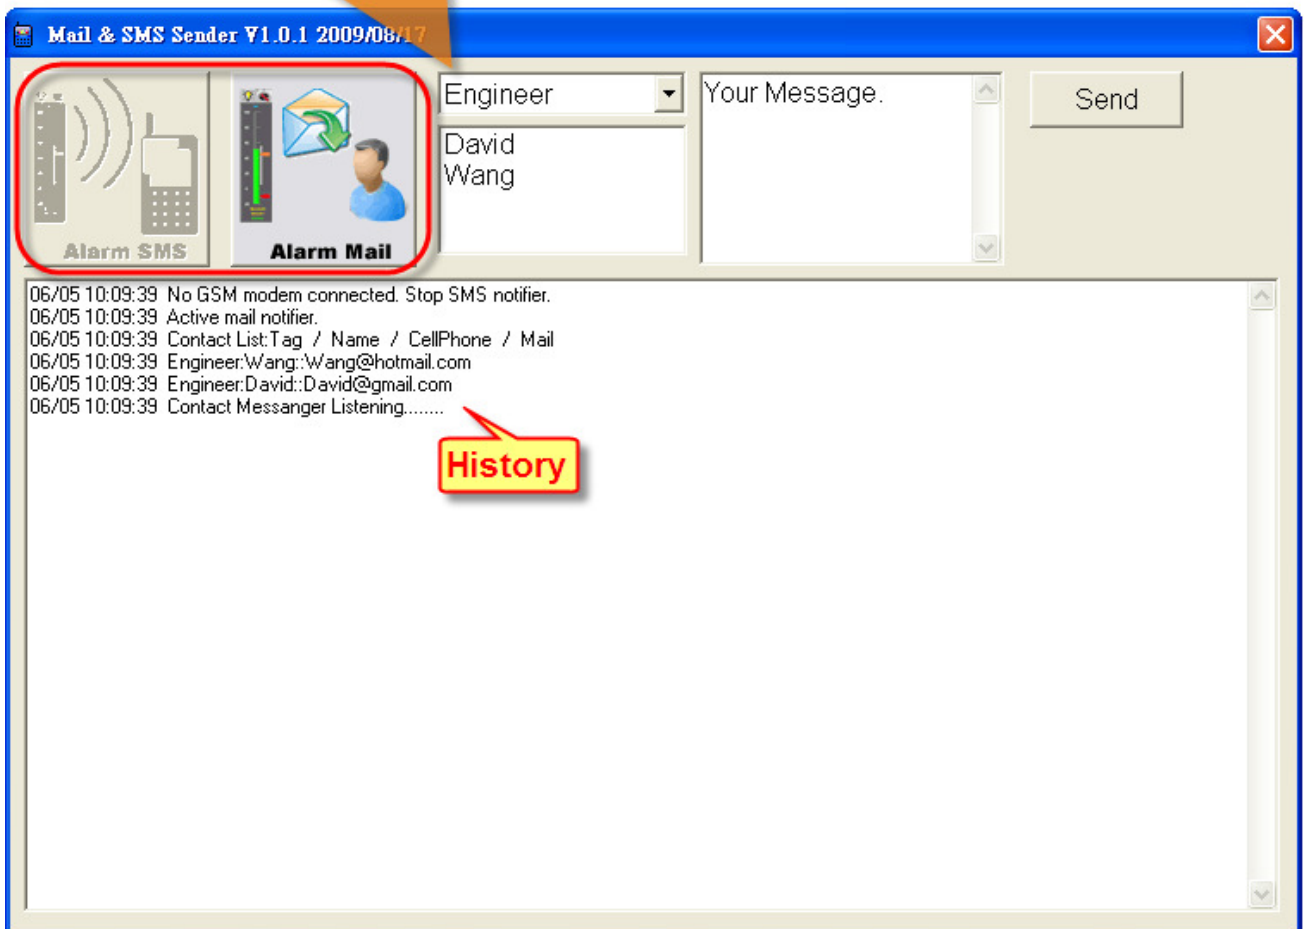 Mail & SMS Sender V1.0.1 2009/08/17
Alarm SMS
Alarm Mail
Engineer
David
Wang
Your Message.
Send
06/05 10:09:39 No GSM modem connected. Stop SMS notifier.
06/05 10:09:39 Active mail notifier.
06/05 10:09:39 Contact List:Tag / Name / CellPhone / Mail
06/05 10:09:39 Engineer:Wang::Wang@hotmail.com
06/05 10:09:39 Engineer:David::David@gmail.com
06/05 10:09:39 Contact Messanger Listening........
History